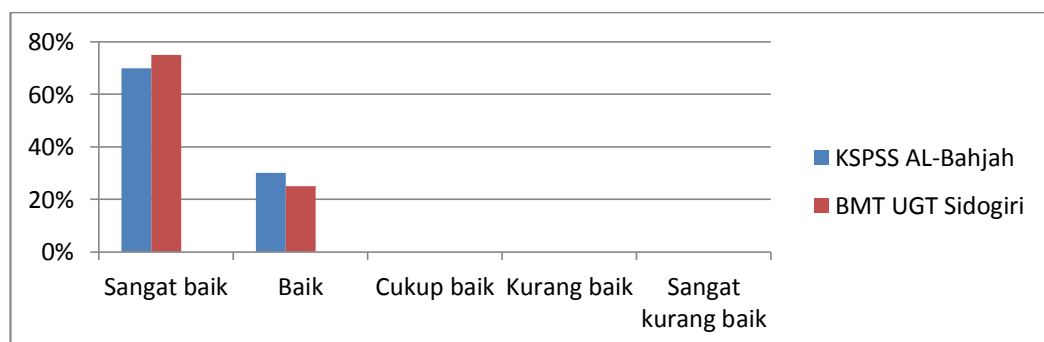 80%
60%
40%
20%
0%
Sangat baik
Baik
Cukup baik
Kurang baik
Sangat
kurang baik
KSPSS AL-Bahjah
BMT UGT Sidogiri